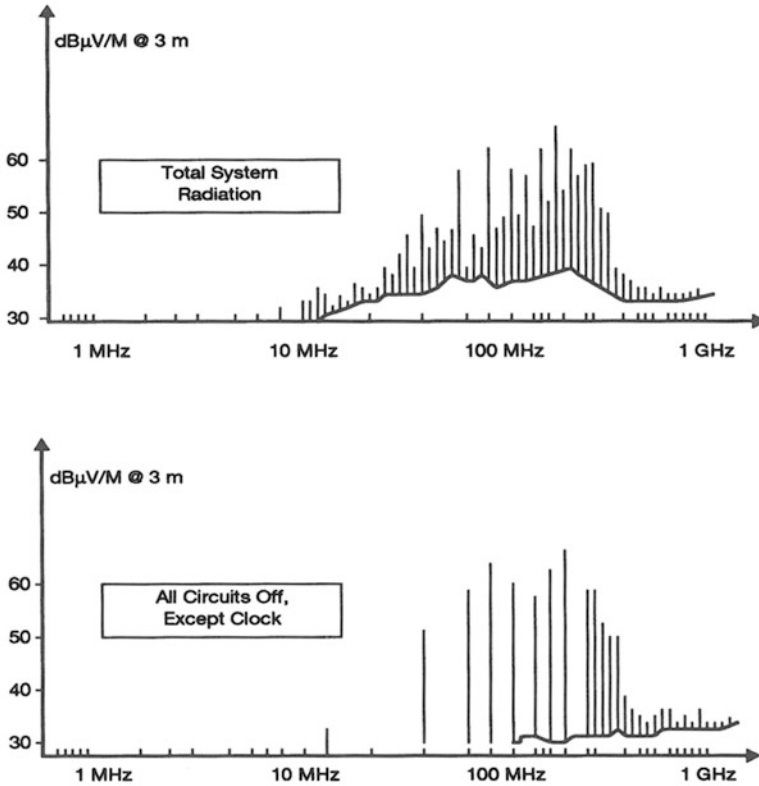 dBµV/M @ 3 m
Total System
Radiation
60
50
40
30
1 MHz
10 MHz
100 MHz
1 GHz
dBµV/M @ 3 m
All Circuits Off,
Except Clock
60
50
40
30
1 MHz
10 MHz
100 MHz
1 GHz